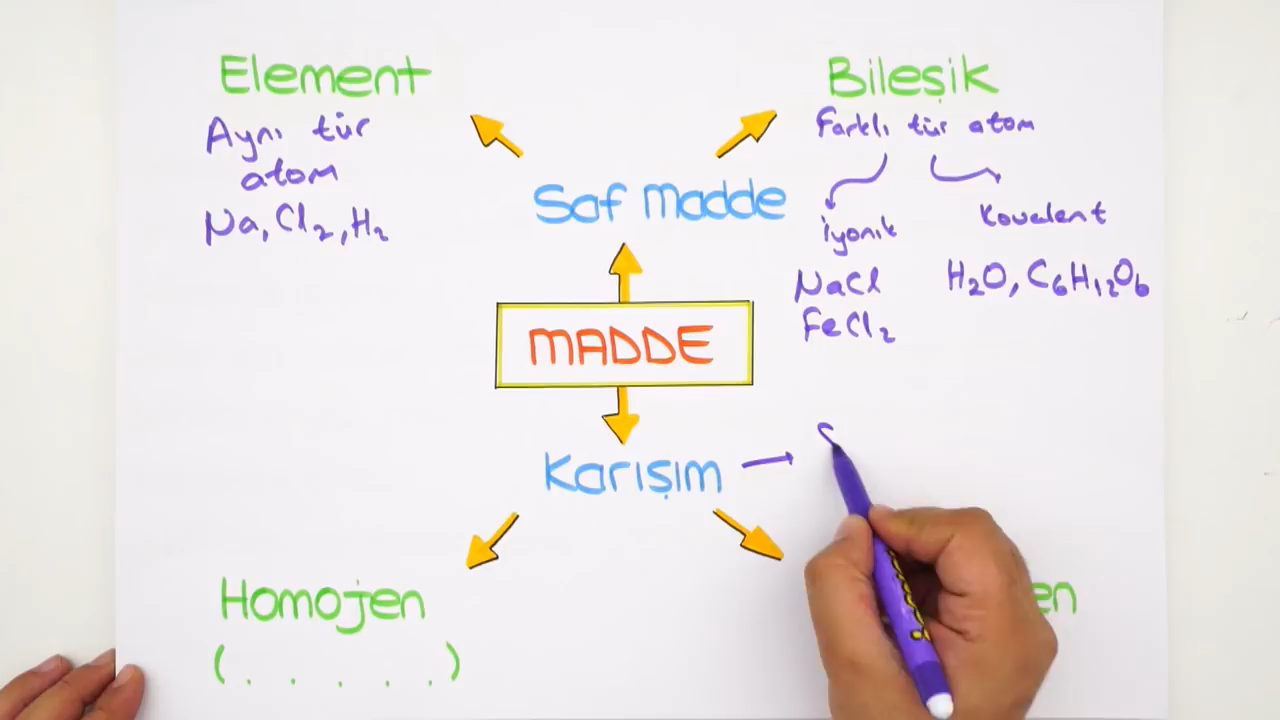 Element
Aynı tür
atom
Na, Cl2, H2
Bileşik
Farklı tür atom
İyonik
Kovalent
NaCl
FeCl2
H2O, C6H12O6
Saf Madde
MADDE
Karışım
Homojen
( . . . . . )